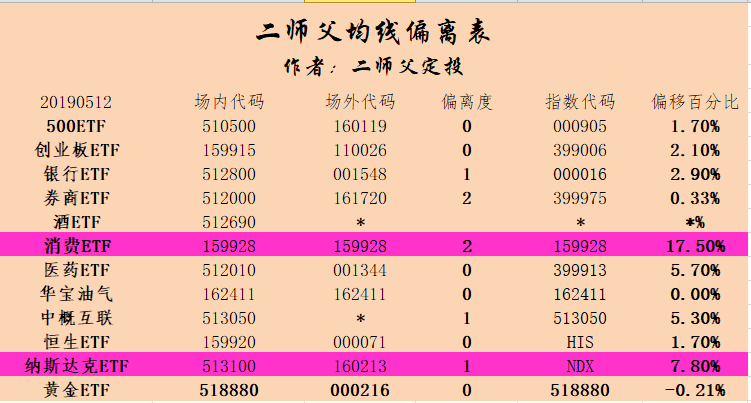 二师父均线偏离表
作者：二师父定投
20190512 场内代码 场外代码 偏离度 指数代码 偏移百分比
500ETF 510500 160119 0 000905 1.70%
创业板ETF 159915 110026 0 399006 2.10%
银行ETF 512800 001548 1 000016 2.90%
券商ETF 512000 161720 2 399975 0.33%
酒ETF 512690 * * *%
消费ETF 159928 159928 2 159928 17.50%
医药ETF 512010 001344 0 399913 5.70%
华宝油气 162411 162411 0 162411 0.00%
中概互联 513050 * 1 513050 5.30%
恒生ETF 159920 000071 0 HIS 1.70%
纳斯达克ETF 513100 160213 1 NDX 7.80%
黄金ETF 518880 000216 0 518880 -0.21%